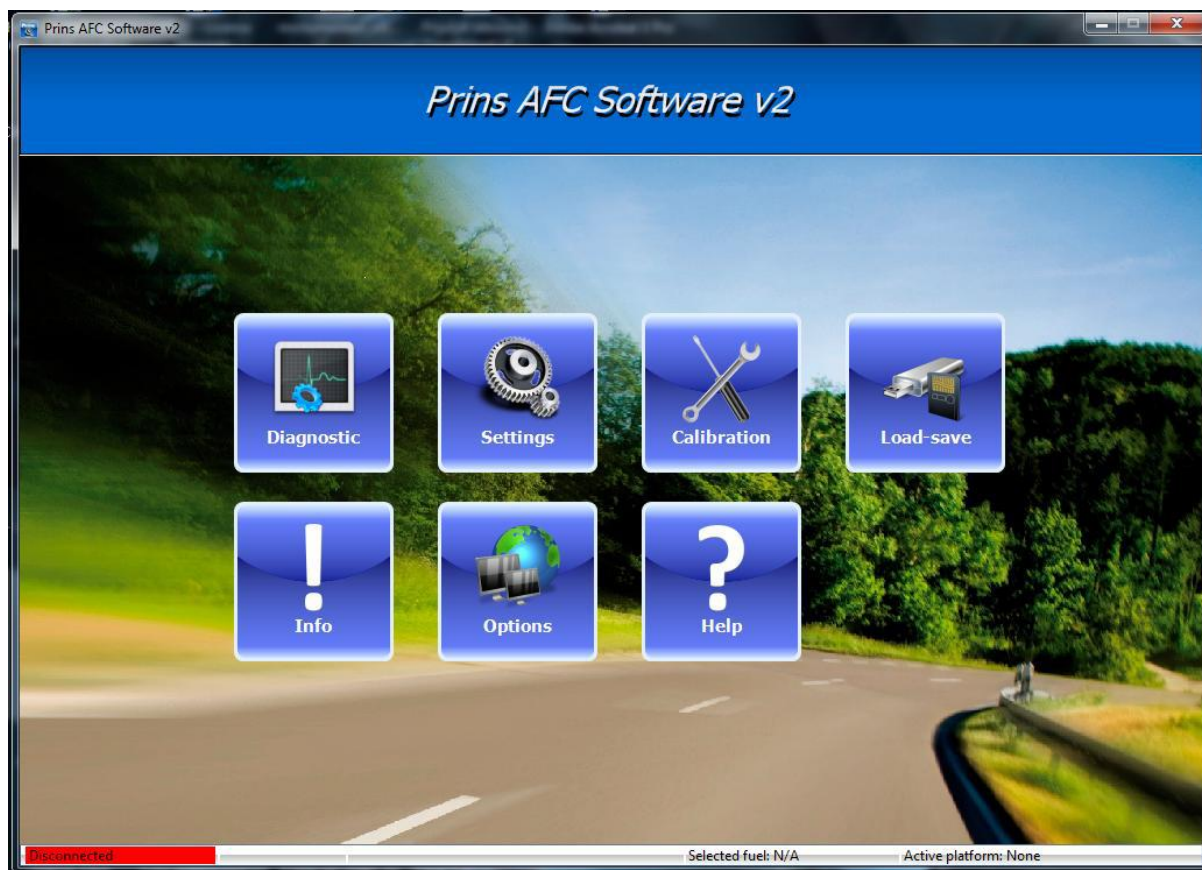 Prins AFC Software v2
Prins AFC Software v2
Diagnostic
Settings
Calibration
Load-save
Info
Options
Help
Disconnected
Selected fuel: N/A
Active platform: None